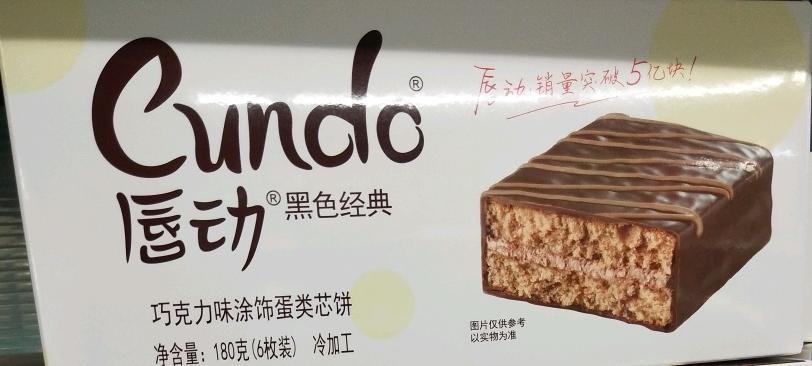 Cundo®
唇动®黑色经典
唇动·销量突破5亿块!
巧克力味涂饰蛋类芯饼
净含量：180克(6枚装) 冷加工
图片仅供参考
以实物为准